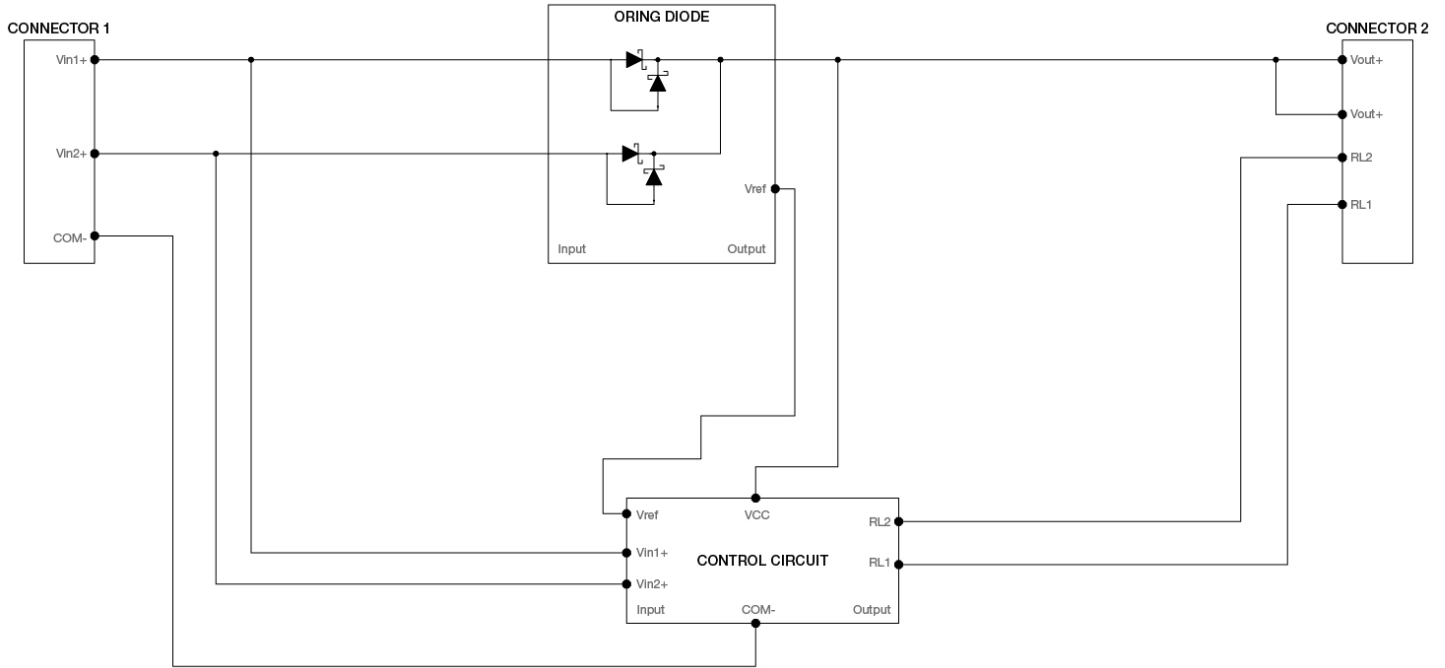 ORING DIODE
CONNECTOR 1
CONNECTOR 2
Vin1+
Vout+
Vout+
Vin2+
RL2
Vref
RL1
COM-
Input
Output
Vref
VCC
RL2
Vin1+
CONTROL CIRCUIT
RL1
Vin2+
Input
COM-
Output